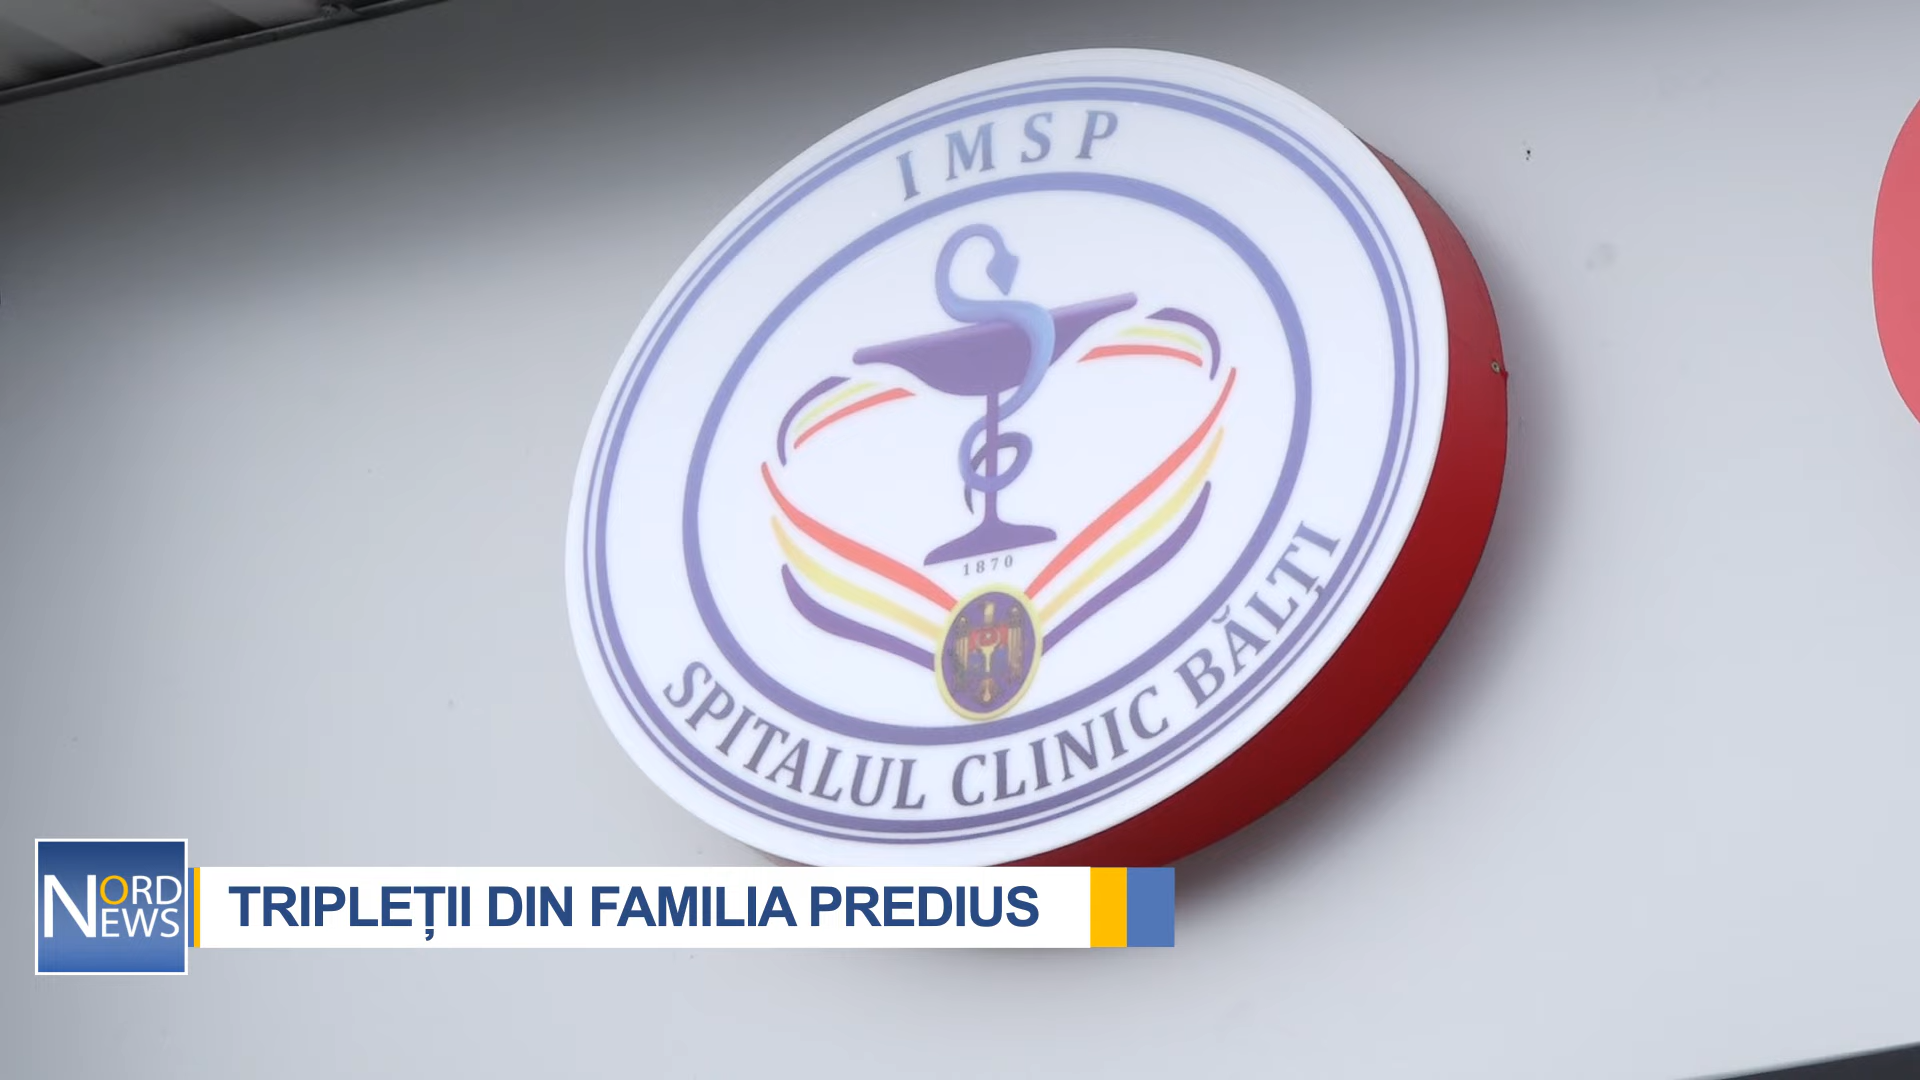 IMSP
1870
SPITALUL CLINIC BĂLȚI
NORD
NEWS
TRIPLEȚII DIN FAMILIA PREDIUS